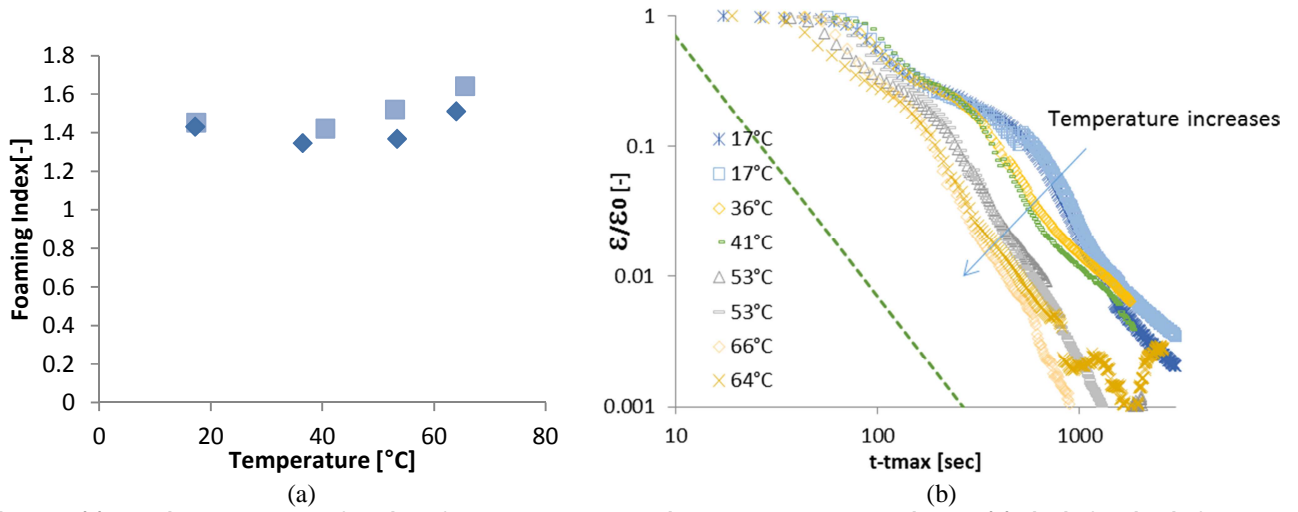 1.8
1.6
1.4
1.2
1
0.8
0.6
0.4
0.2
0
Foaming Index[-]
0 20 40 60 80
Temperature [°C]
(a)
1
0.1
0.01
0.001
ε/ε0 [-]
17°C
17°C
36°C
41°C
53°C
53°C
66°C
64°C
Temperature increases
10 100 1000
t-tmax [sec]
(b)